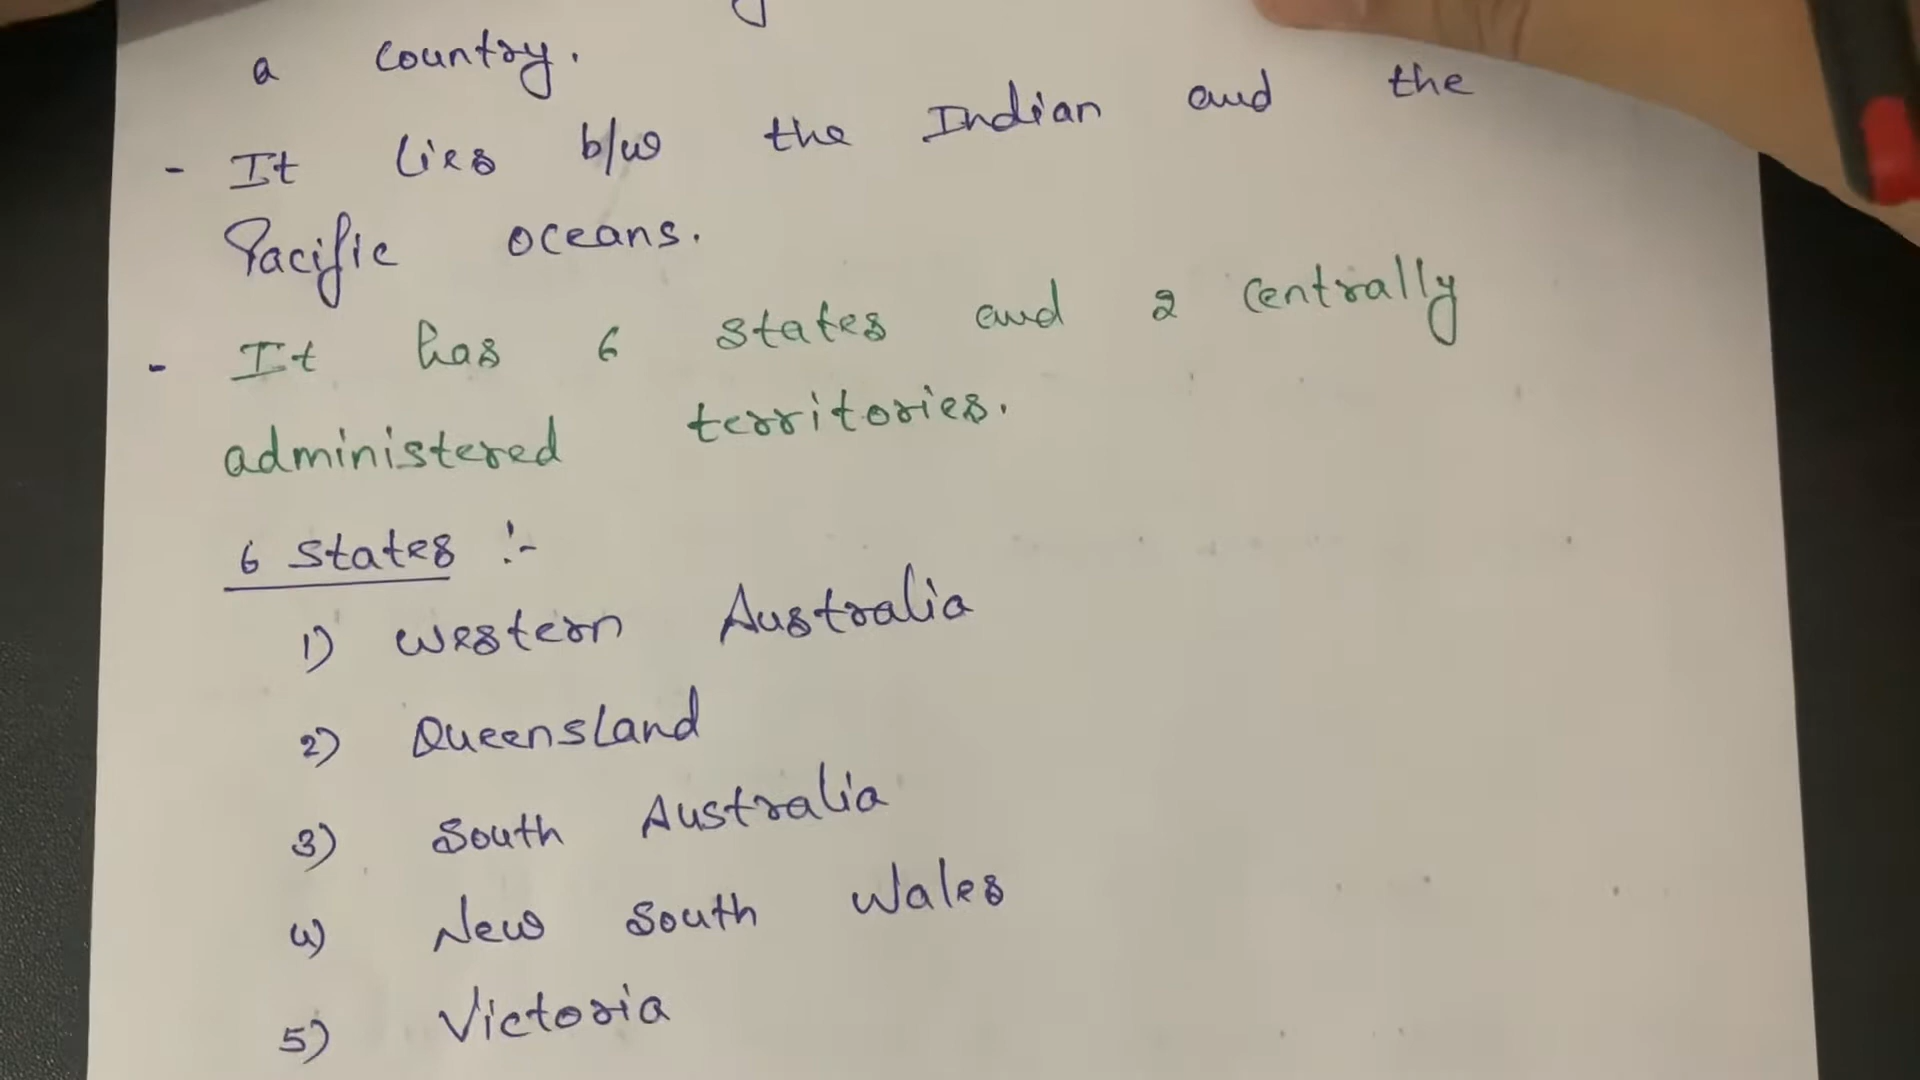 a country.
- It lies b/w the Indian and the
Pacific oceans.
- It has 6 states and 2 centrally
administered territories.
6 states :-
1) Western Australia
2) Queensland
3) South Australia
4) New South Wales
5) Victoria